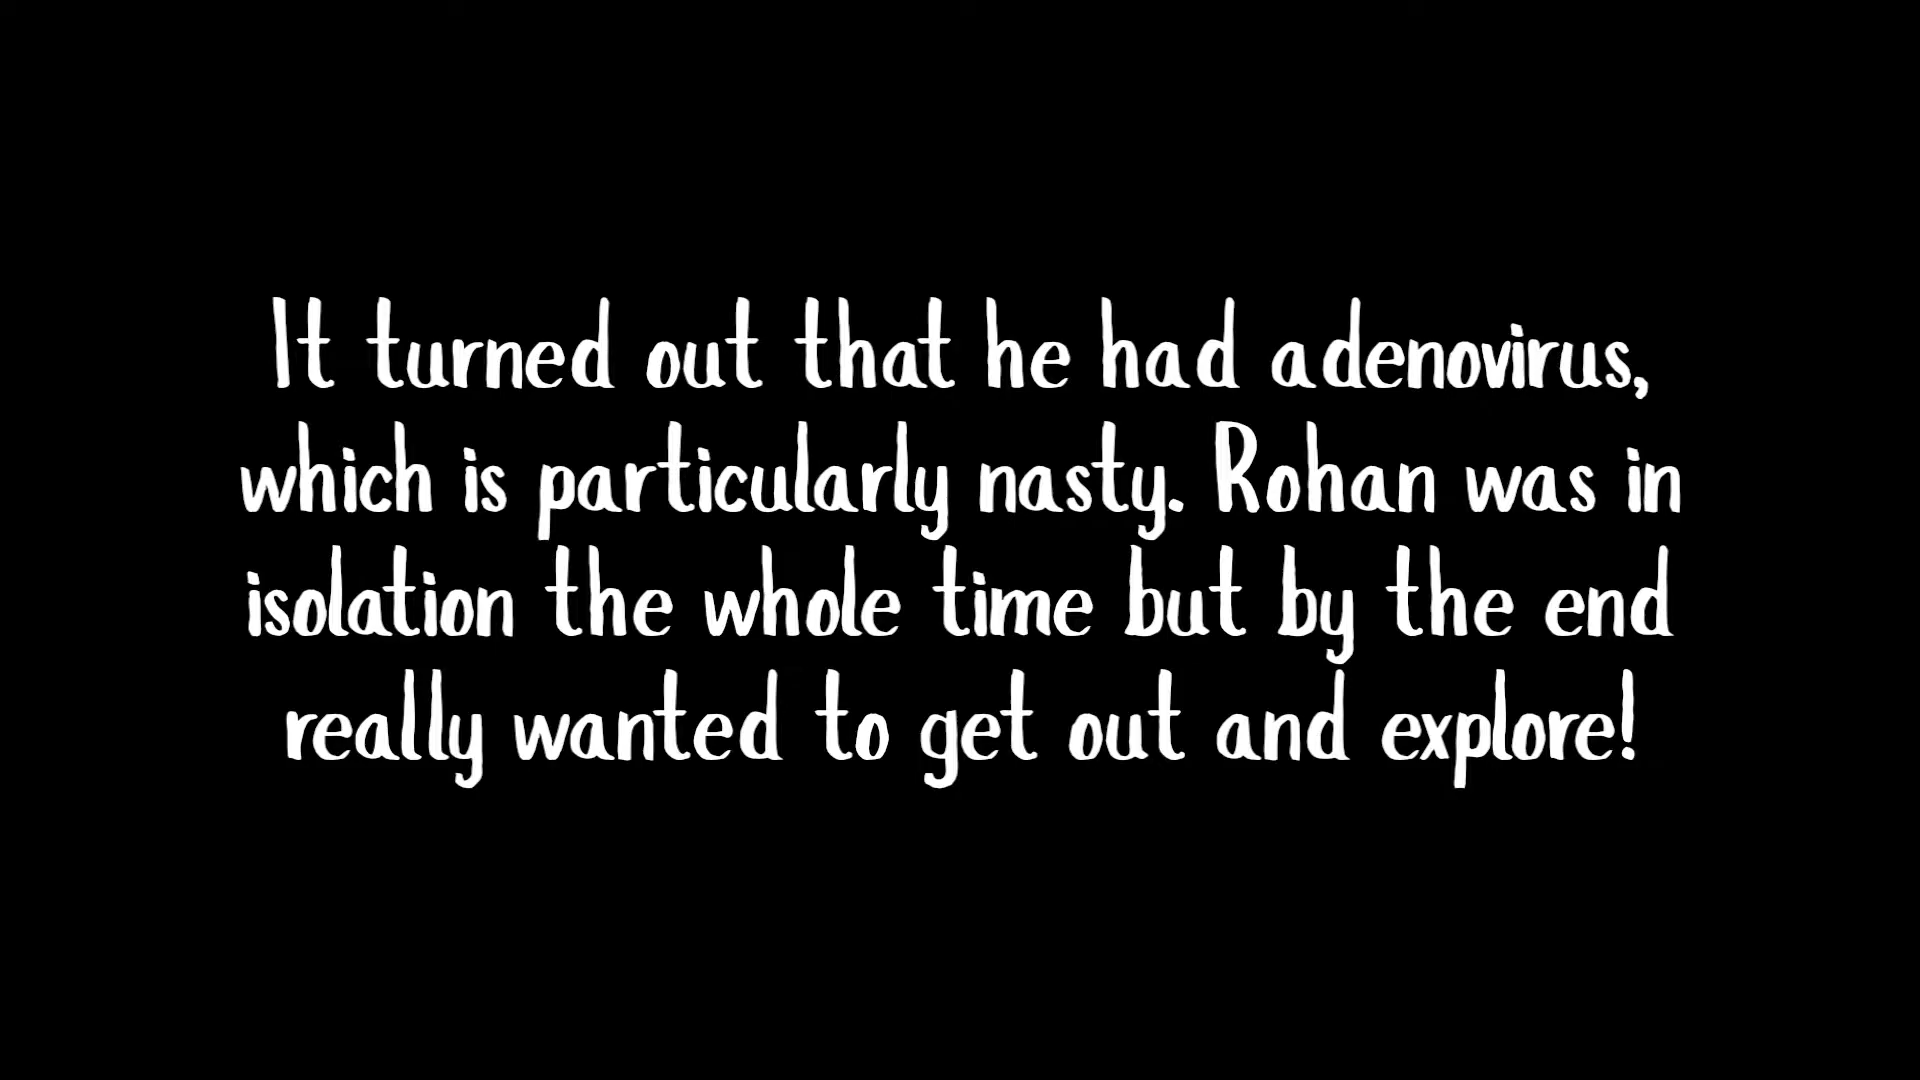 It turned out that he had adenovirus,
which is particularly nasty. Rohan was in
isolation the whole time but by the end
really wanted to get out and explore!